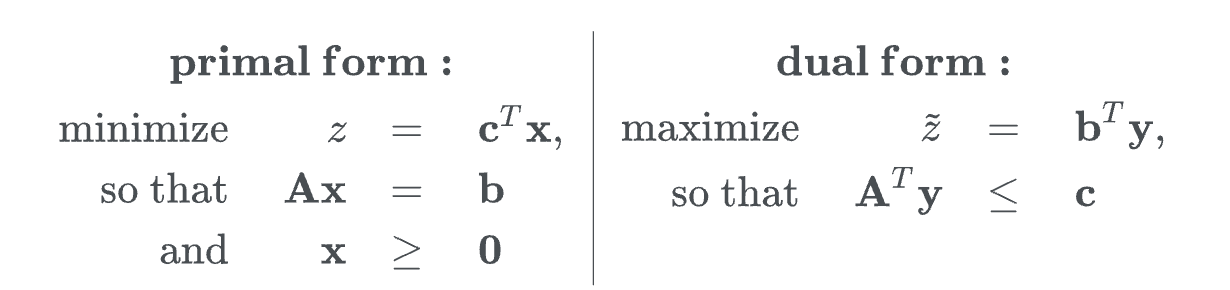 primal form :
minimize z = c^T x,
so that Ax = b
and x ≥ 0
dual form :
maximize z̃ = b^T y,
so that A^T y ≤ c